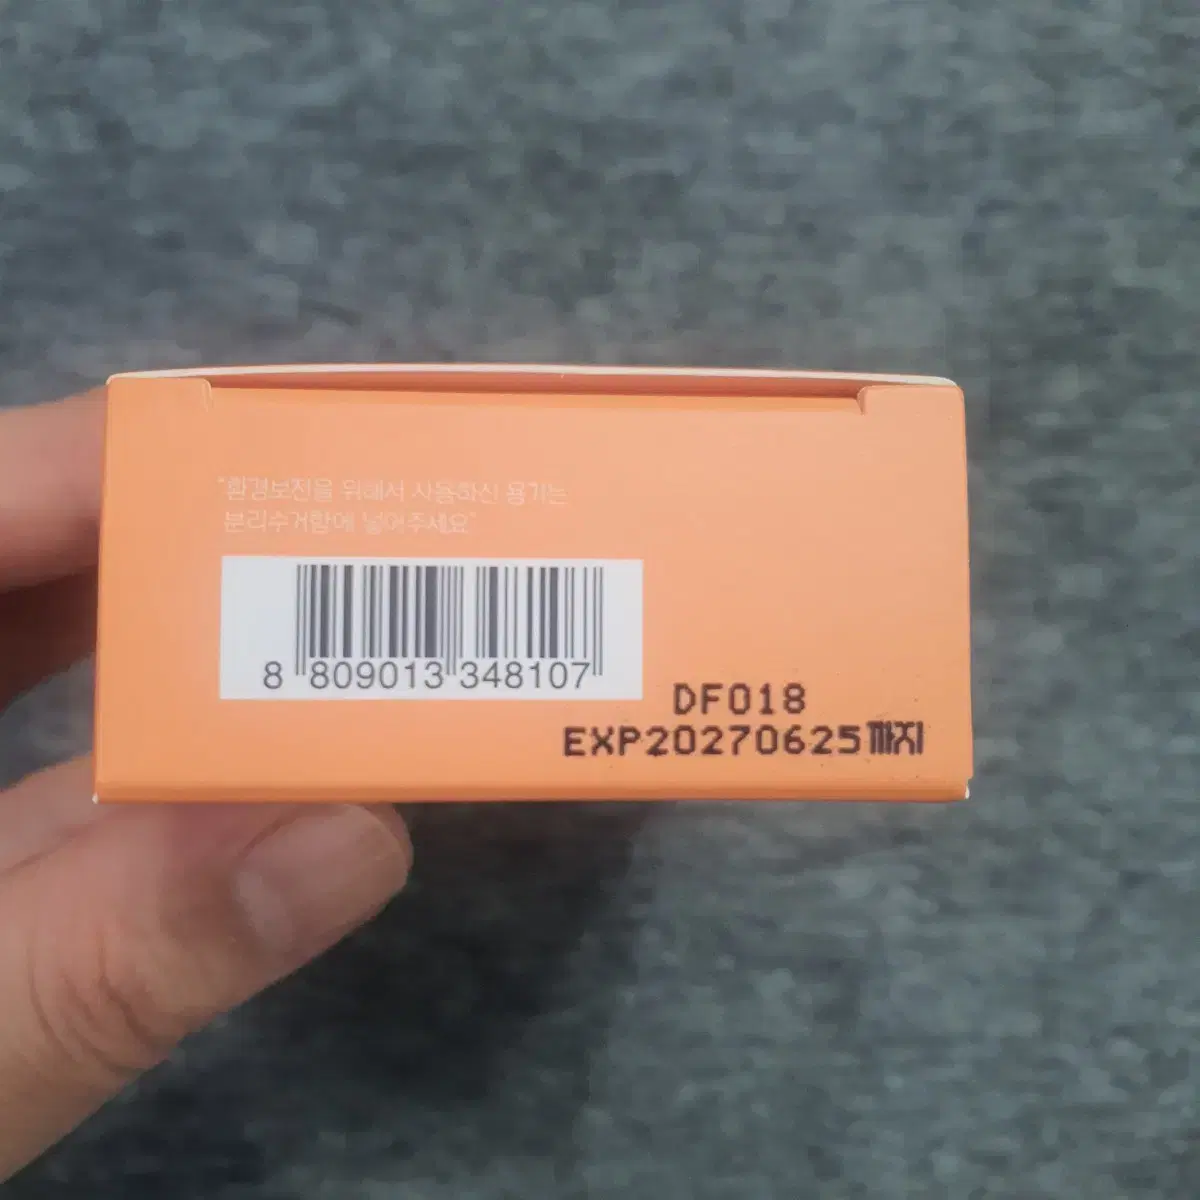 "환경보전을 위해서 사용하신 용기는
분리수거함에 넣어주세요"
8 809013 348107
DF018
EXP20270625까지